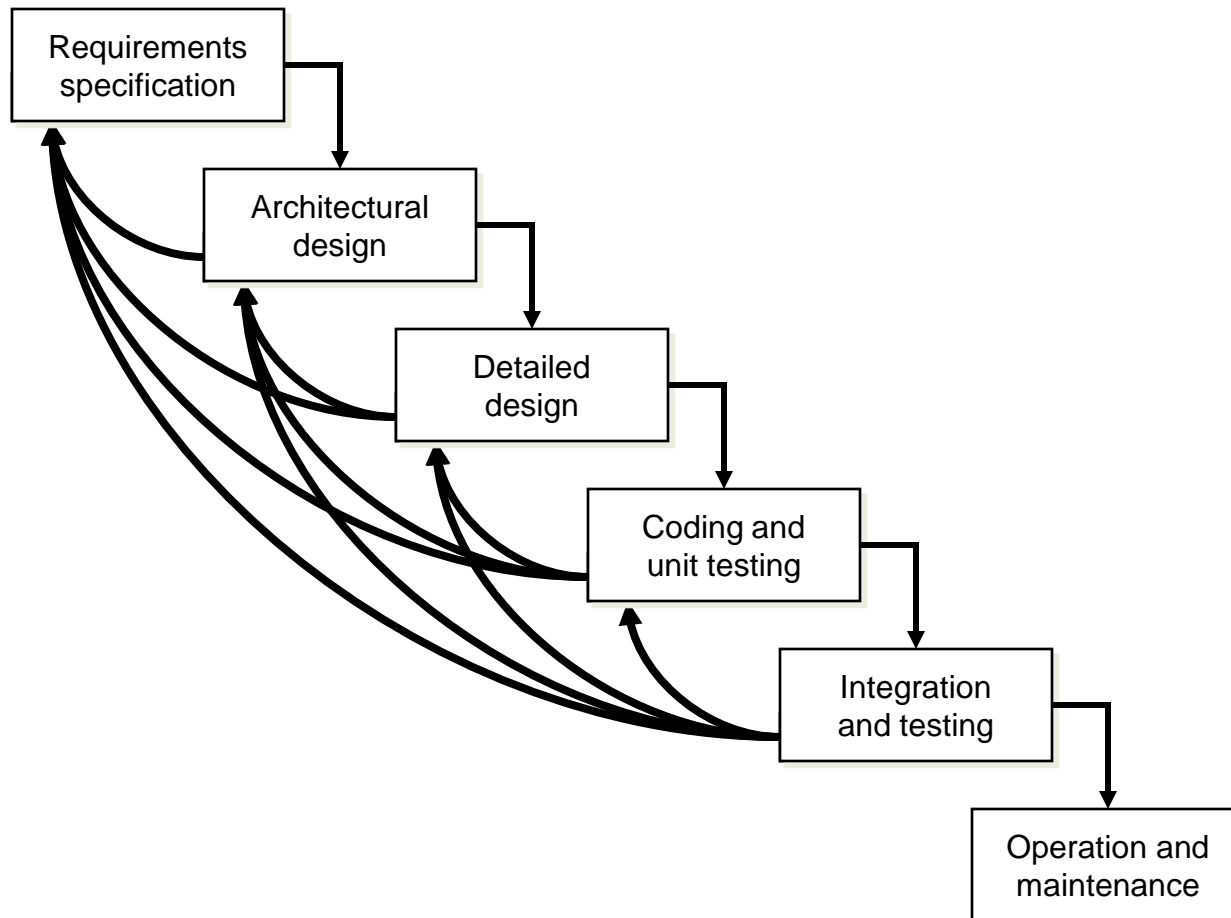 Requirements
specification
Architectural
design
Detailed
design
Coding and
unit testing
Integration
and testing
Operation and
maintenance